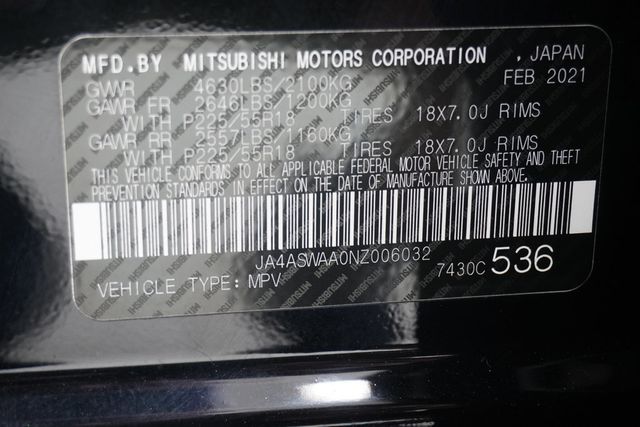 MFD.BY MITSUBISHI MOTORS CORPORATION , JAPAN
GVWR 4630LBS/2100KG FEB 2021
GAWR FR 2646LBS/1200KG
WITH P225/55R18 TIRES 18X7.0J RIMS
GAWR RR 2557LBS/1160KG
WITH P225/55R18 TIRES 18X7.0J RIMS
THIS VEHICLE CONFORMS TO ALL APPLICABLE FEDERAL MOTOR VEHICLE SAFETY AND THEFT
PREVENTION STANDARDS IN EFFECT ON THE DATE OF MANUFACTURE SHOWN ABOVE.
JA4ASWAA0NZ006032
VEHICLE TYPE: MPV 7430C 536